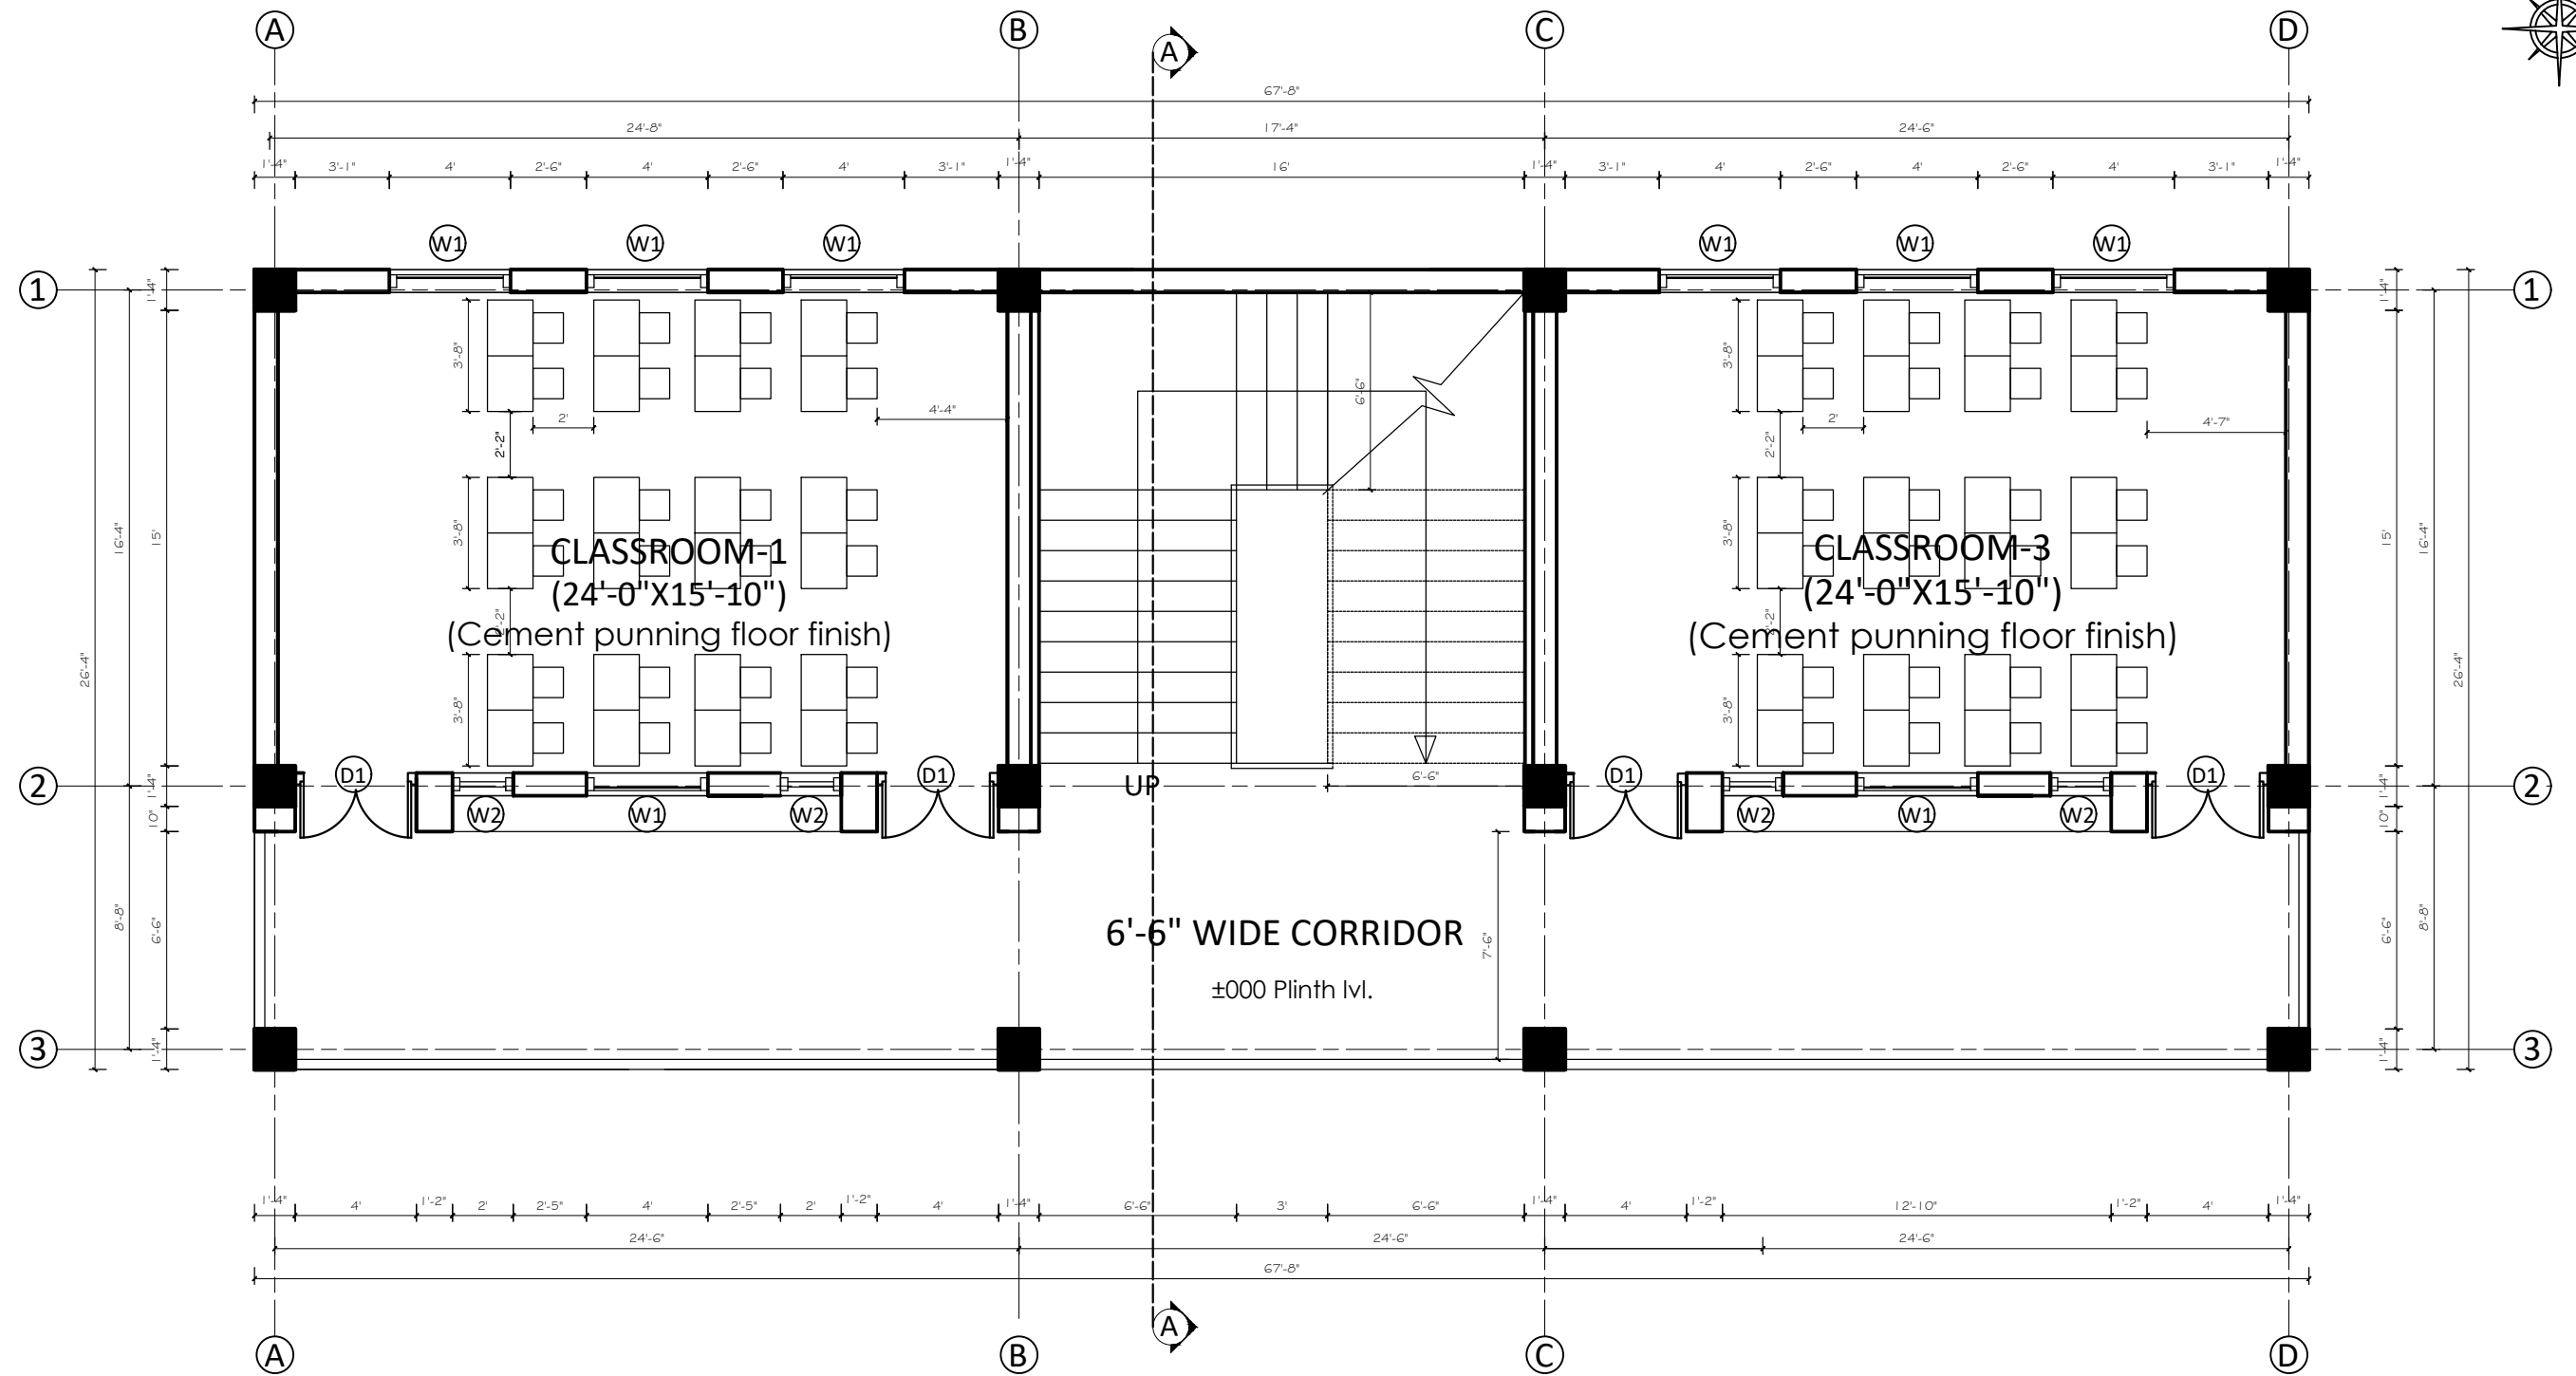 A B C D
A
67'-8"
24'-8" 17'-4" 24'-6"
1'-4" 3'-1" 4' 2'-6" 4' 2'-6" 4' 3'-1" 1'-4" 16' 1'-4" 3'-1" 4' 2'-6" 4' 2'-6" 4' 3'-1" 1'-4"
W1 W1 W1 W1 W1 W1
1 1'-4" 1'-4" 1
3'-8" 6'-6" 3'-8"
2' 4'-4" 2' 4'-7"
2'-2" 2'-2"
26'-4" 16'-4" 15' 15' 16'-4" 26'-4"
3'-8" 3'-8"
CLASSROOM-1
(24'-0"X15'-10")
(Cement punning floor finish)
CLASSROOM-3
(24'-0"X15'-10")
(Cement punning floor finish)
3'-8" 3'-8"
D1 D1 D1 D1
2 1'-4" UP 6'-6" 1'-4" 2
10" W2 W1 W2 W2 W1 W2 10"
8'-8" 6'-6" 7'-6" 6'-6" 8'-8"
6'-6" WIDE CORRIDOR
±000 Plinth lvl.
3 1'-4" 1'-4" 3
1'-4" 4' 1'-2" 2' 2'-5" 4' 2'-5" 2' 1'-2" 4' 1'-4" 6'-6" 3' 6'-6" 1'-4" 4' 1'-2" 12'-10" 1'-2" 4' 1'-4"
24'-6" 24'-6" 24'-6"
67'-8"
A
A B C D